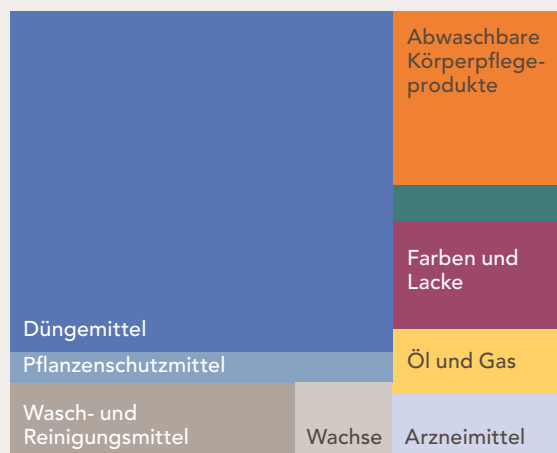 Düngemittel
Pflanzenschutzmittel
Wasch- und
Reinigungsmittel
Wachse
Abwaschbare
Körperpflege-
produkte
Farben und
Lacke
Öl und Gas
Arzneimittel